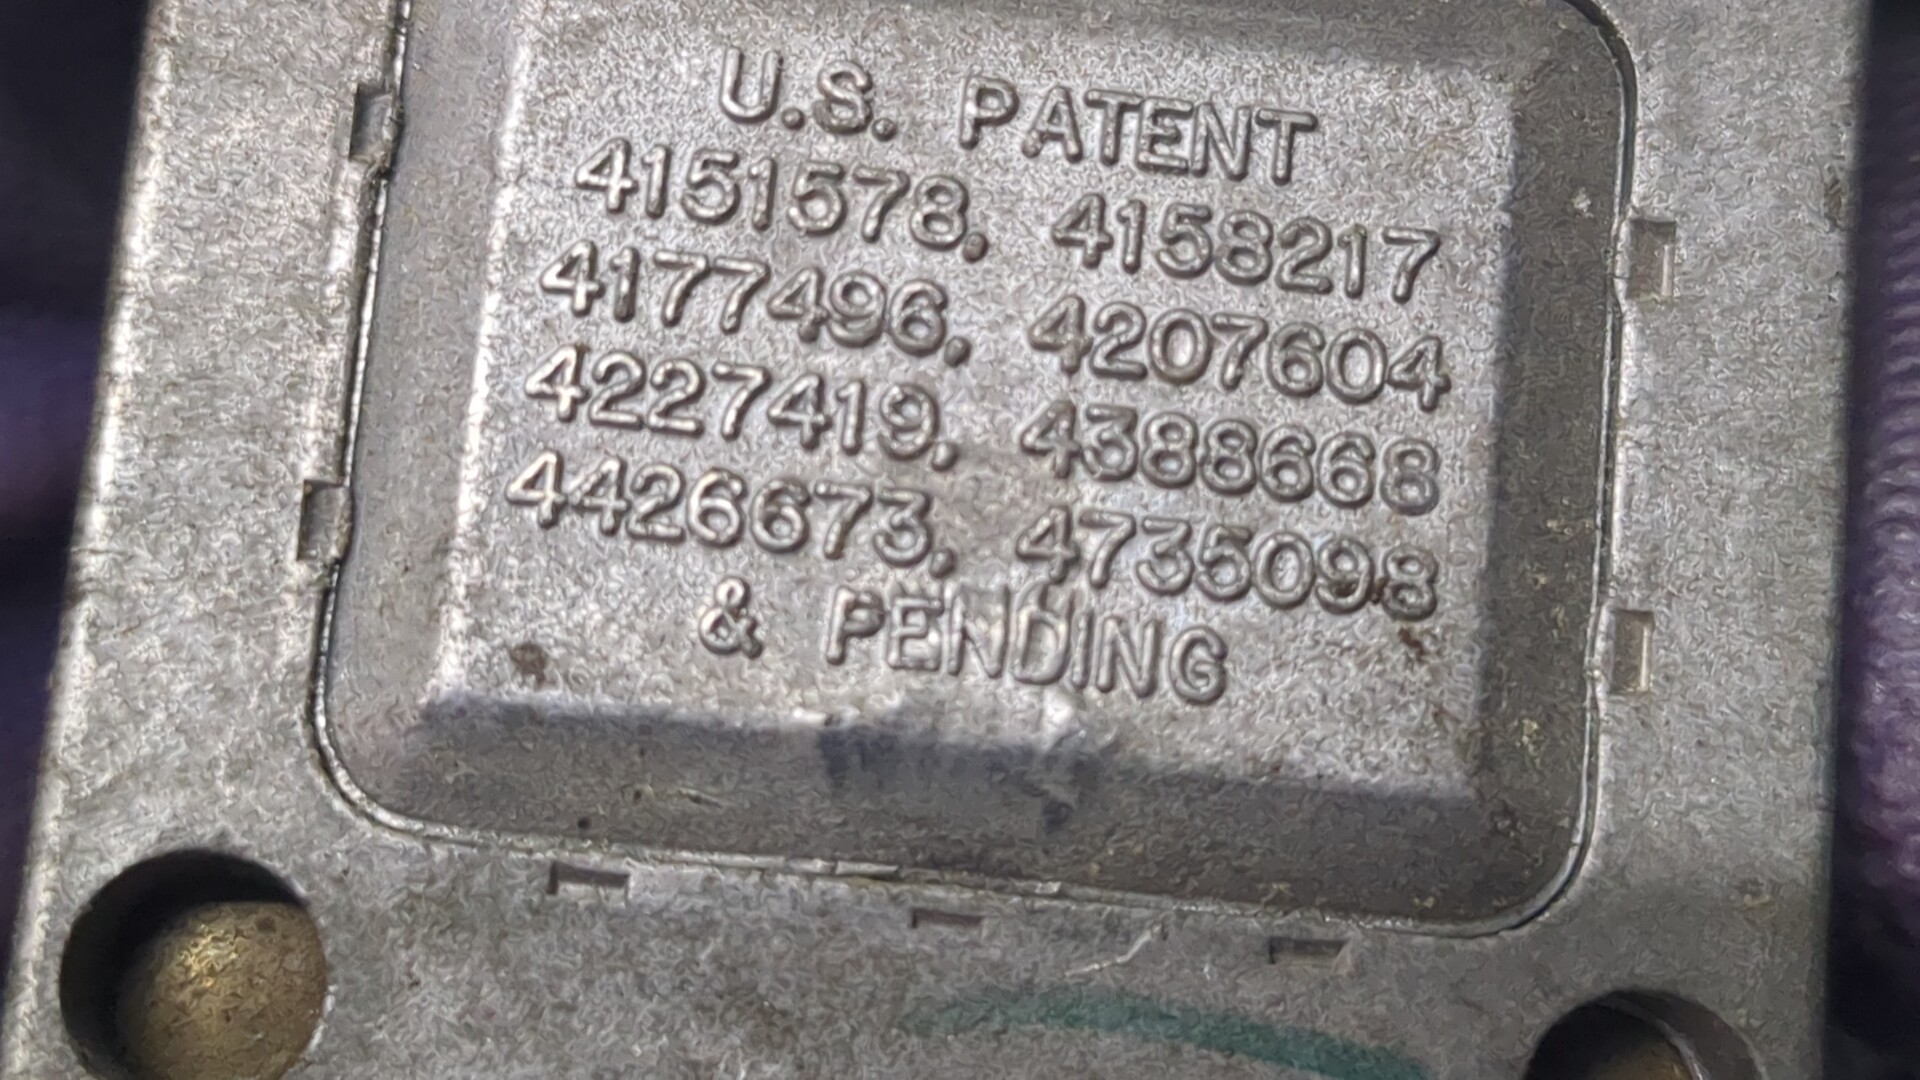 U.S. PATENT
4151578, 4158217
4177496, 4207604
4227419, 4388668
4426673, 4735098
& PENDING